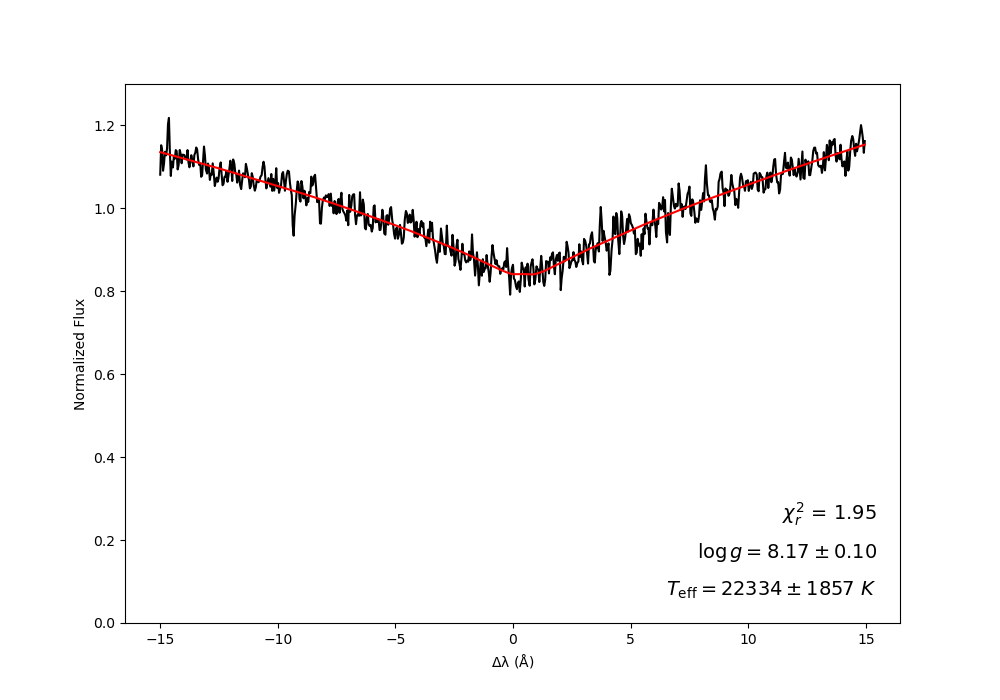 1.2
1.0
0.8
0.6
0.4
0.2
0.0
Normalized Flux
χ²ᵣ = 1.95
log g = 8.17 ± 0.10
T_eff = 22334 ± 1857 K
−15 −10 −5 0 5 10 15
Δλ (Å)